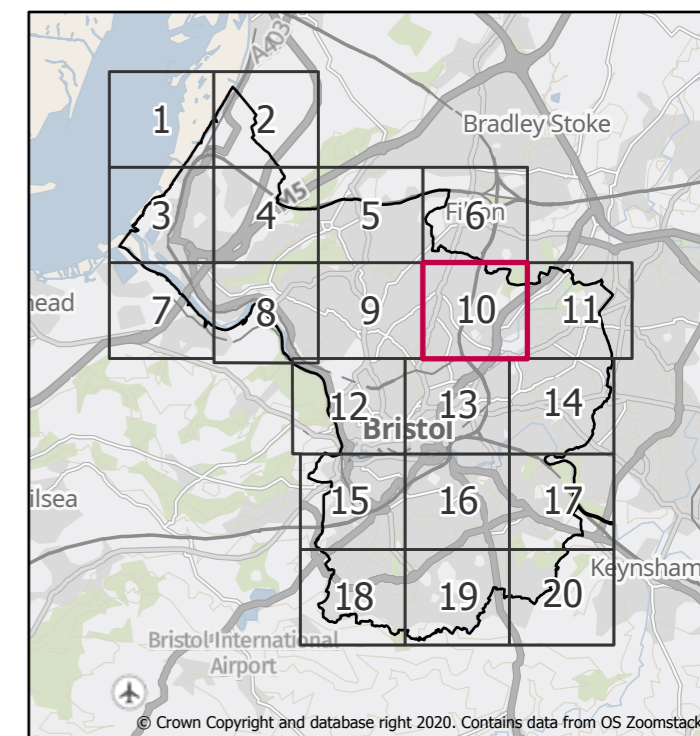 A403
1
2
Bradley Stoke
M5
3
4
5
Filton
6
ead
7
8
9
10
11
12
13
14
Bristol
ilsea
15
16
17
Keynsham
18
19
20
Bristol International
Airport
© Crown Copyright and database right 2020. Contains data from OS Zoomstack